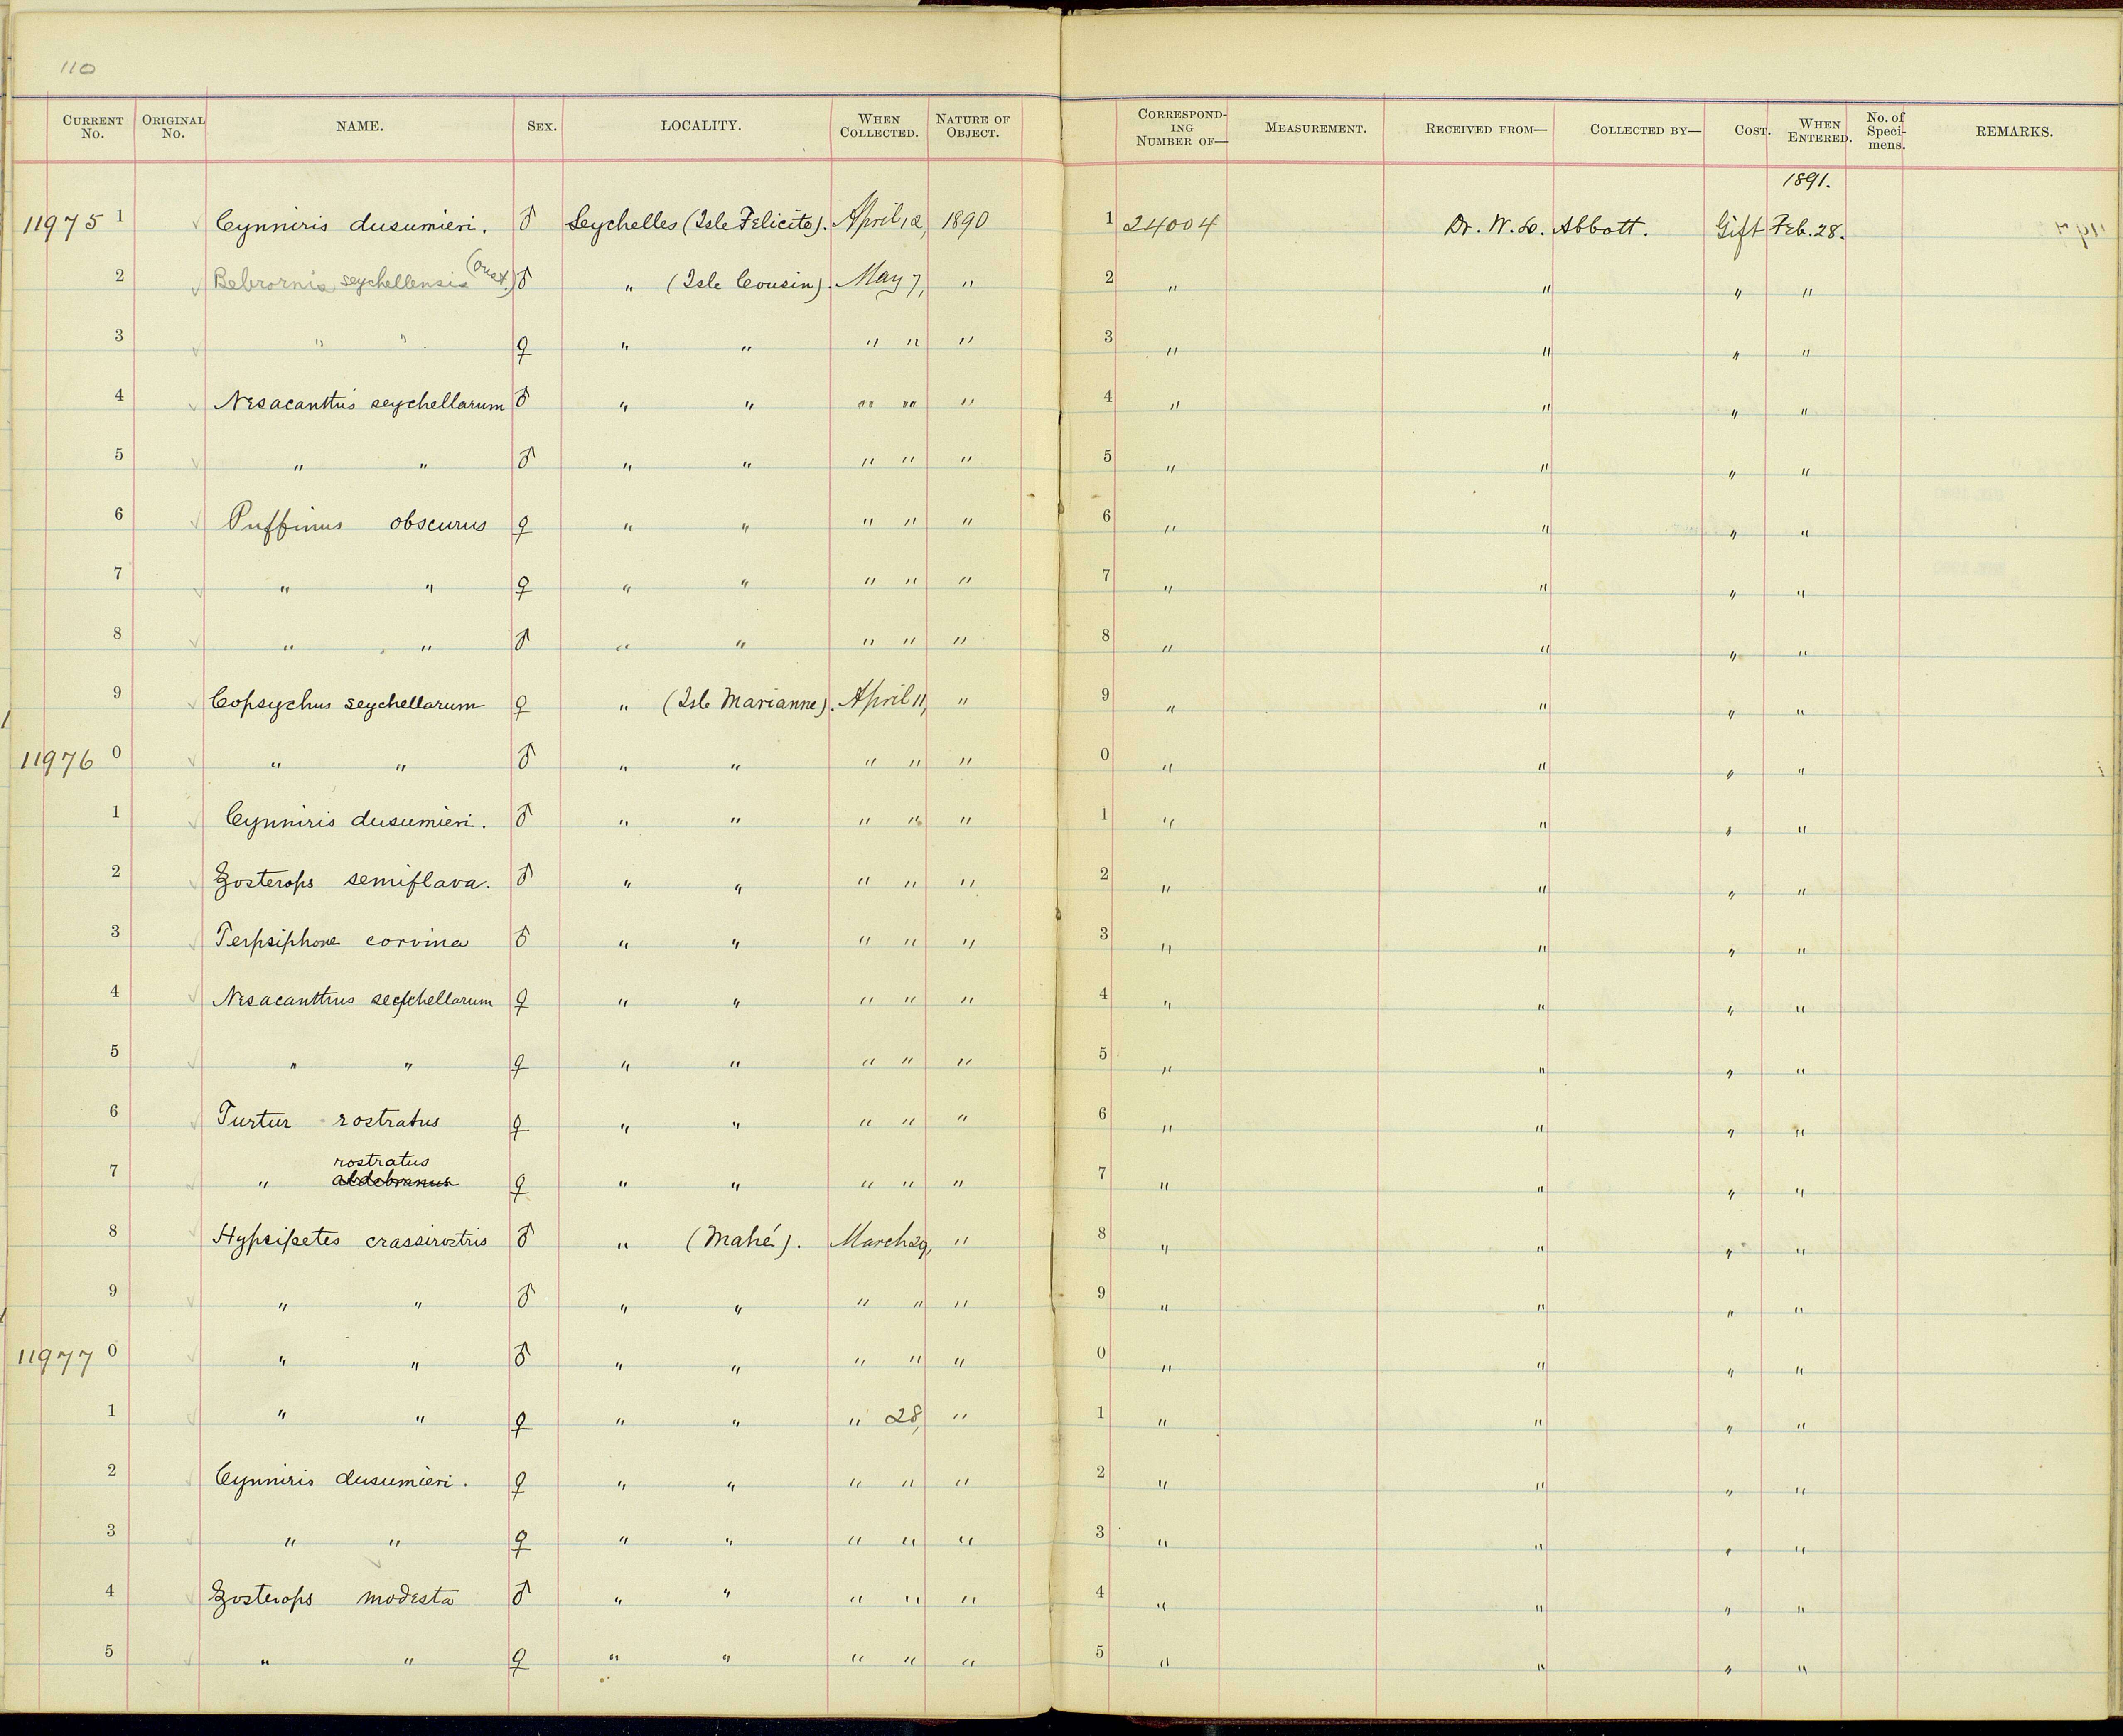 110
CURRENT No. ORIGINAL No. NAME. SEX. LOCALITY. WHEN COLLECTED. NATURE OF OBJECT. CORRESPONDING NUMBER OF— MEASUREMENT. RECEIVED FROM— COLLECTED BY— COST. WHEN ENTERED. No. of Specimens. REMARKS.
1891.
11975 1 Cynniris dusumieri. ♂ Seychelles (Isle Felicite). April 12, 1890 1 24004 Dr. W. L. Abbott. Gift Feb. 28.
2 Bebrornis seychellensis (Oust.) ♂ " (Isle Cousin). May 7, " 2 " " " "
3 " " ♀ " " " " " 3 " " " "
4 Nesacanthis seychellarum ♂ " " " " " 4 " " " "
5 " " ♂ " " " " " 5 " " " "
6 Puffinus obscurus ♀ " " " " " 6 " " " "
7 " " ♀ " " " " " 7 " " " "
8 " " ♂ " " " " " 8 " " " "
9 Copsychus seychellarum ♀ " (Isle Marianne). April 11, " 9 " " " "
11976 0 " " ♂ " " " " " 0 " " " "
1 Cynniris dusumieri. ♂ " " " " " 1 " " " "
2 Zosterops semiflava. ♂ " " " " " 2 " " " "
3 Terpsiphone corvina ♂ " " " " " 3 " " " "
4 Nesacanthus seychellarum ♀ " " " " " 4 " " " "
5 " " ♀ " " " " " 5 " " " "
6 Turtur rostratus ♀ " " " " " 6 " " " "
rostratus
7 " aldabranus ♀ " " " " " 7 " " " "
8 Hypsipetes crassirostris ♂ " (Mahé). March 29, " 8 " " " "
9 " " ♂ " " " " " 9 " " " "
11977 0 " " ♂ " " " " " 0 " " " "
1 " " ♀ " " " 28, " 1 " " " "
2 Cynniris dusumieri. ♀ " " " " " 2 " " " "
3 " " ♀ " " " " " 3 " " " "
4 Zosterops modesta ♂ " " " " " 4 " " " "
5 " " ♀ " " " " " 5 " " " "